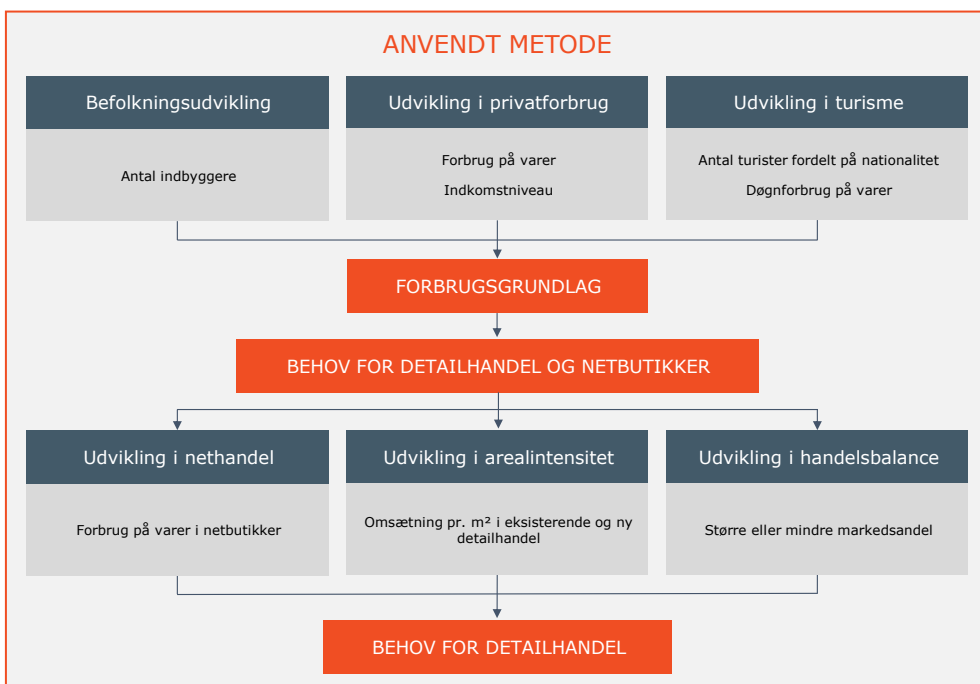 ANVENDT METODE
Befolkningsudvikling
Antal indbyggere
Udvikling i privatforbrug
Forbrug på varer
Indkomstniveau
Udvikling i turisme
Antal turister fordelt på nationalitet
Døgnforbrug på varer
FORBRUGSGRUNDLAG
BEHOV FOR DETAILHANDEL OG NETBUTIKKER
Udvikling i nethandel
Forbrug på varer i netbutikker
Udvikling i arealintensitet
Omsætning pr. m² i eksisterende og ny
detailhandel
Udvikling i handelsbalance
Større eller mindre markedsandel
BEHOV FOR DETAILHANDEL